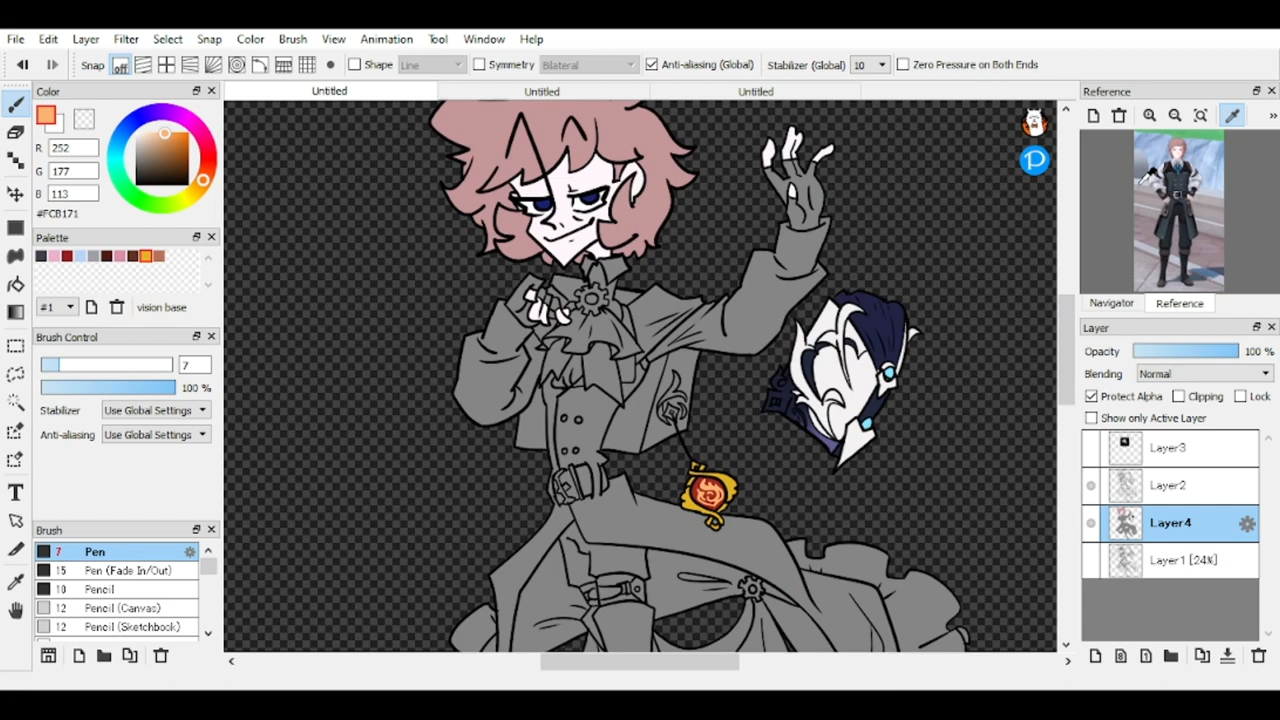 File Edit Layer Filter Select Snap Color Brush View Animation Tool Window Help
Snap off Shape Line Symmetry Bilateral Anti-aliasing (Global) Stabilizer (Global) 10 Zero Pressure on Both Ends
Color
R 252
G 177
B 113
#FCB171
Palette
#1 vision base
Brush Control
7
100 %
Stabilizer Use Global Settings
Anti-aliasing Use Global Settings
Brush
7 Pen
15 Pen (Fade In/Out)
10 Pencil
12 Pencil (Canvas)
12 Pencil (Sketchbook)
T
Untitled Untitled Untitled
P
Reference
»
Navigator Reference
Layer
Opacity 100 %
Blending Normal
Protect Alpha Clipping Lock
Show only Active Layer
Layer3
Layer2
Layer4
Layer1 [24%]
8 1